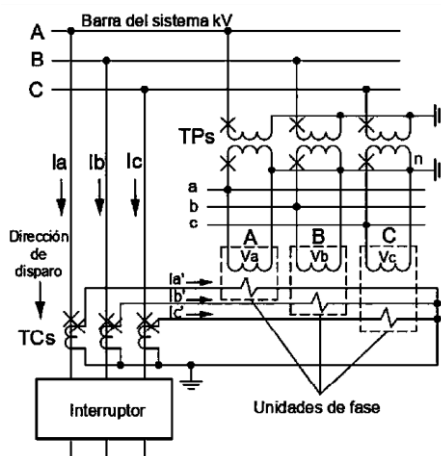 A Barra del sistema kV
B
C
TPs
n
Ia Ib Ic
a
b
c
A B C
Dirección de disparo
Va Vb Vc
Ia'
Ib'
Ic'
TCs
Interruptor
Unidades de fase